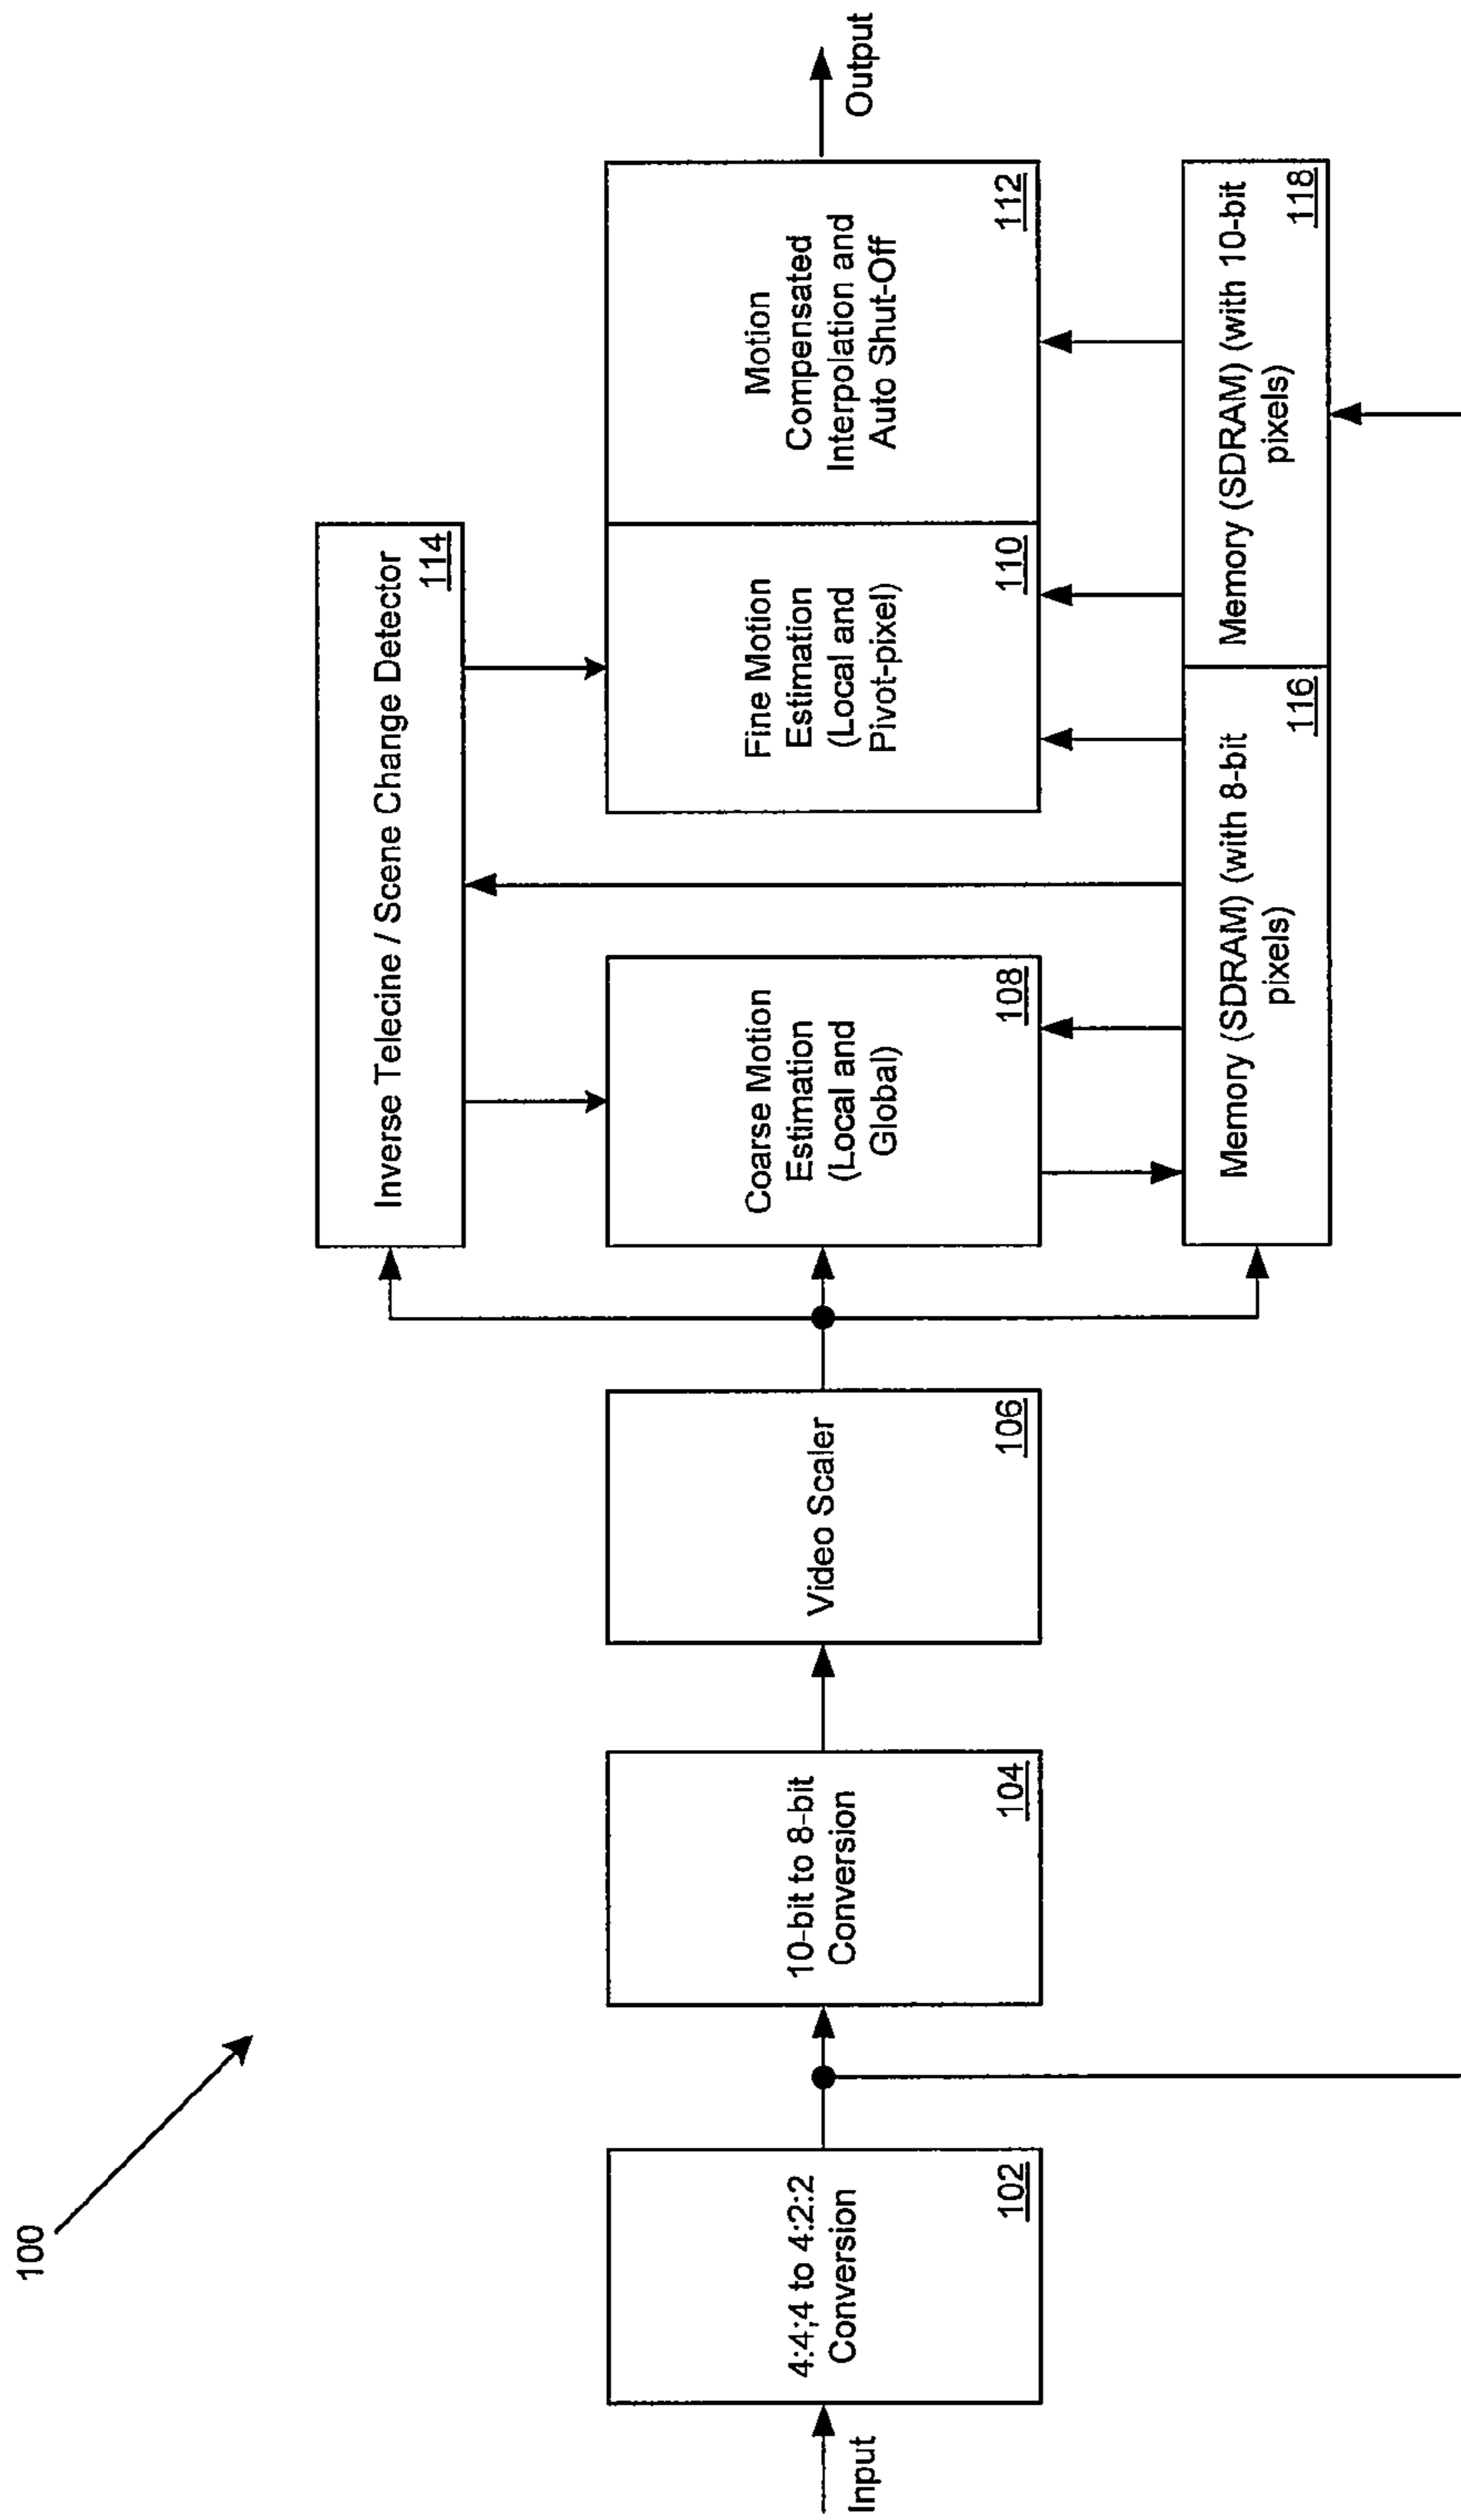 100
Input
4:4;4 to 4:2:2
Conversion
102
10-bit to 8-bit
Conversion
104
Video Scaler
106
Inverse Telecine / Scene Change Detector
114
Coarse Motion
Estimation
(Local and
Global)
108
Fine Motion
Estimation
(Local and
Pivot-pixel)
110
Motion
Compensated
Interpolation and
Auto Shut-Off
112
Output
Memory (SDRAM) (with 8-bit
pixels)
116
Memory (SDRAM) (with 10-bit
pixels)
118